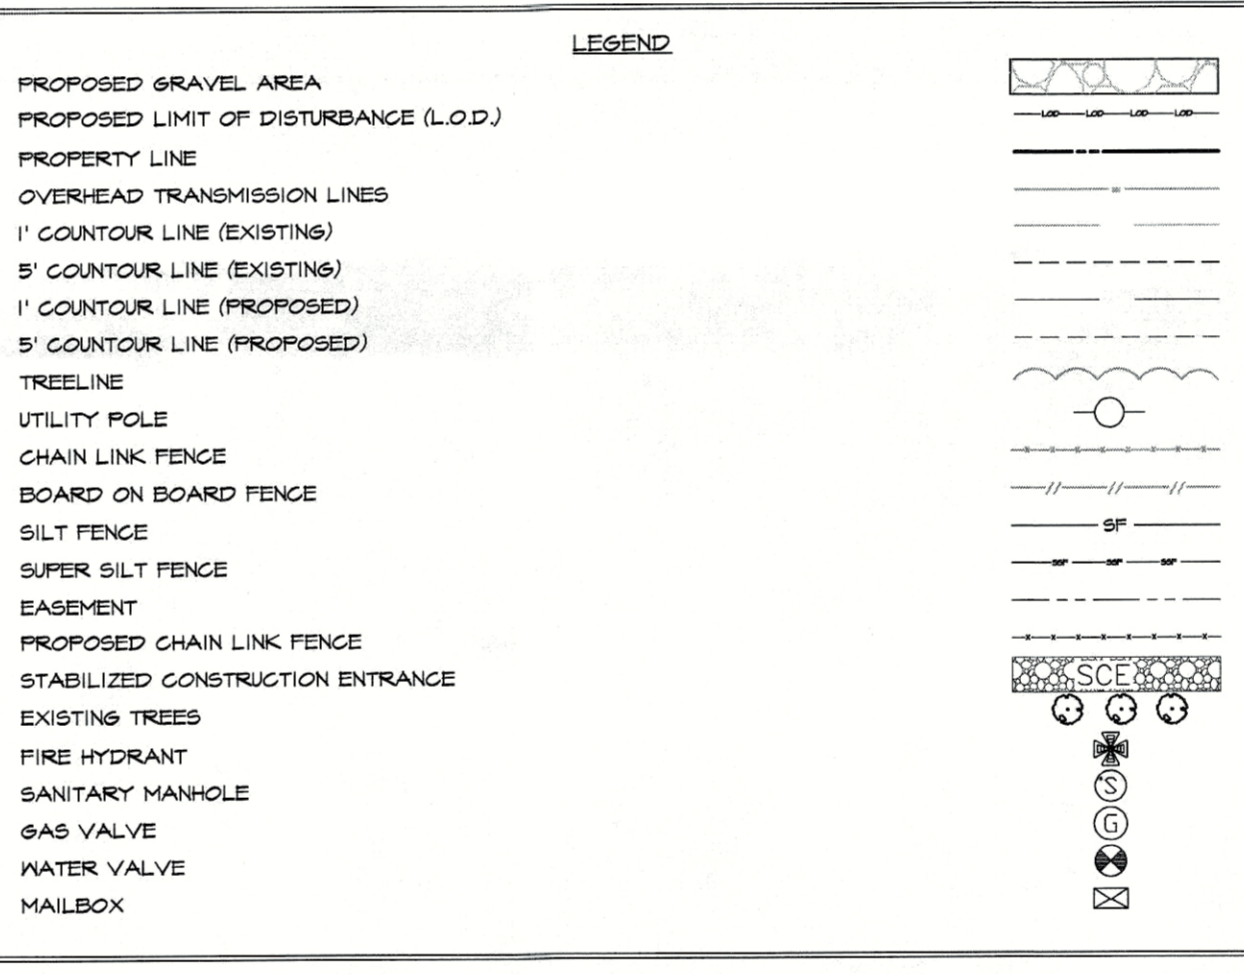 LEGEND
PROPOSED GRAVEL AREA
PROPOSED LIMIT OF DISTURBANCE (L.O.D.) LOD LOD LOD LOD
PROPERTY LINE
OVERHEAD TRANSMISSION LINES
1' COUNTOUR LINE (EXISTING)
5' COUNTOUR LINE (EXISTING)
1' COUNTOUR LINE (PROPOSED)
5' COUNTOUR LINE (PROPOSED)
TREELINE
UTILITY POLE
CHAIN LINK FENCE x x x x x x x x
BOARD ON BOARD FENCE // // //
SILT FENCE SF
SUPER SILT FENCE SSF SSF SSF
EASEMENT
PROPOSED CHAIN LINK FENCE x x x x x x x x
STABILIZED CONSTRUCTION ENTRANCE SCE
EXISTING TREES
FIRE HYDRANT
SANITARY MANHOLE S
GAS VALVE G
WATER VALVE
MAILBOX